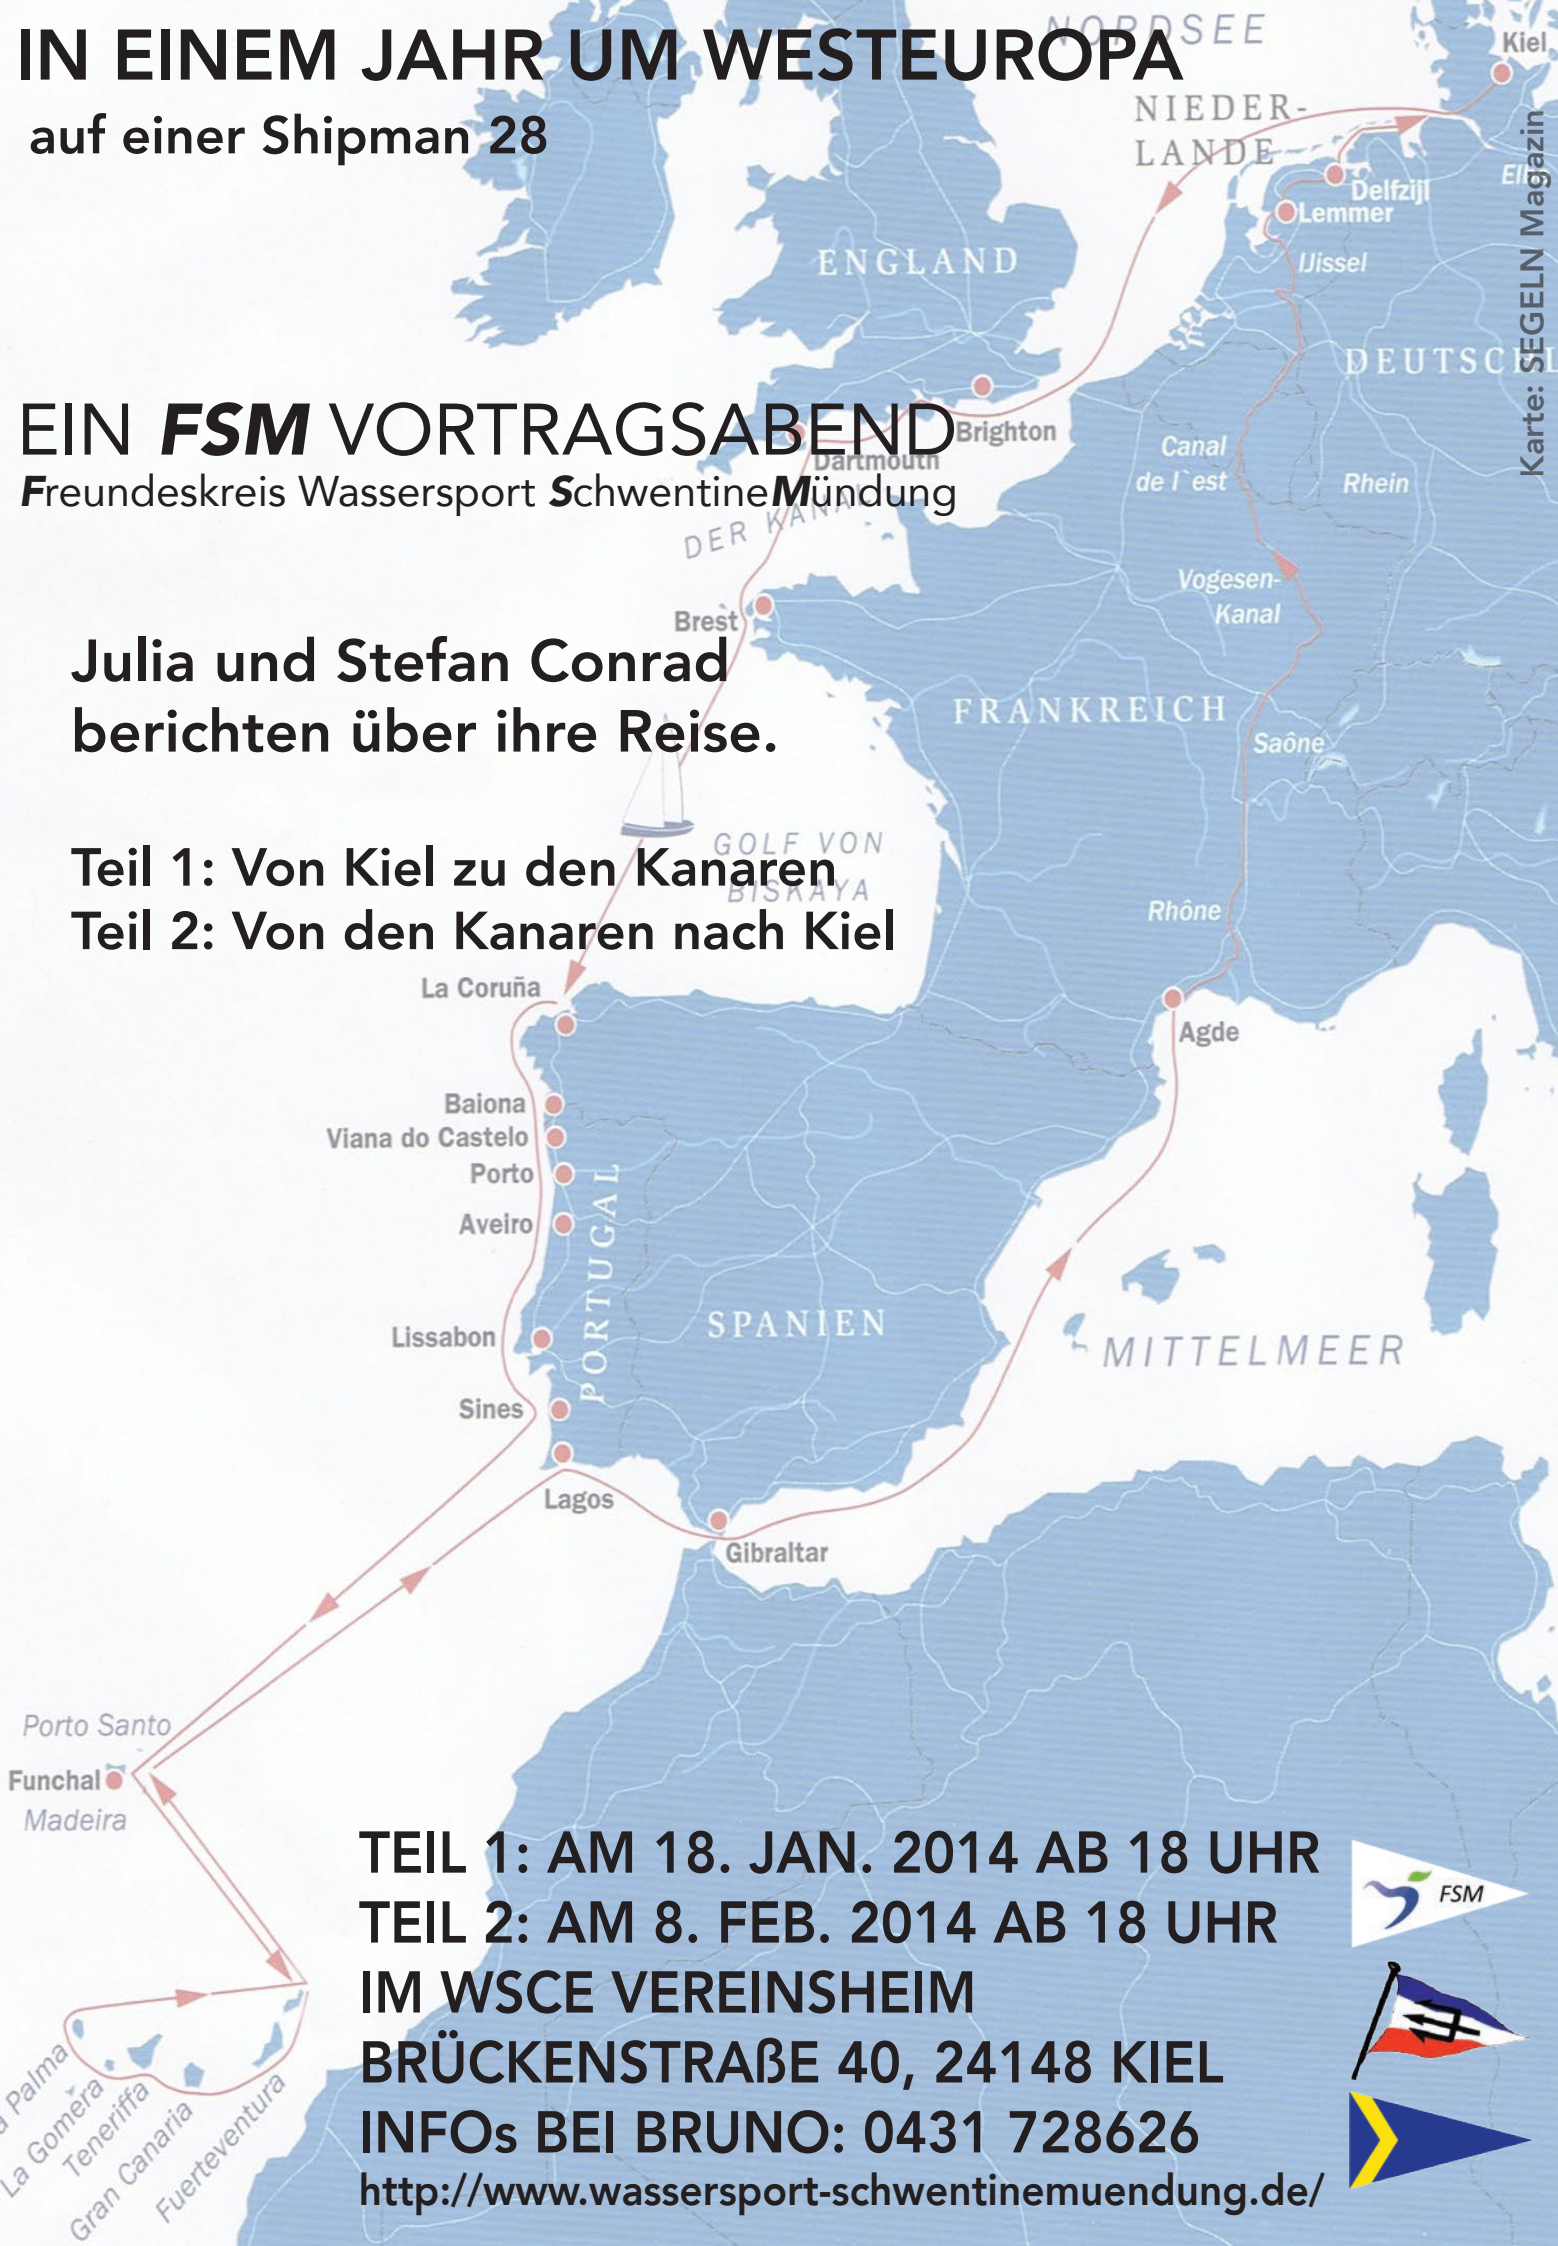 IN EINEM JAHR UM WESTEUROPA
auf einer Shipman 28
NORDSEE
Kiel
NIEDER-
LANDE
Delfzijl
Lemmer
IJissel
ENGLAND
Karte: SEGELN Magazin
EIN FSM VORTRAGSABEND
Freundeskreis Wassersport SchwentineMündung
Brighton
Dartmouth
DER KANAL
Canal
de l`est
Rhein
Vogesen-
Kanal
Brest
Julia und Stefan Conrad
berichten über ihre Reise.
FRANKREICH
Saône
Teil 1: Von Kiel zu den Kanaren
Teil 2: Von den Kanaren nach Kiel
GOLF VON
BISKAYA
Rhône
La Coruña
Agde
Baiona
Viana do Castelo
Porto
Aveiro
PORTUGAL
Lissabon
SPANIEN
MITTELMEER
Sines
Lagos
Gibraltar
Porto Santo
Funchal
Madeira
TEIL 1: AM 18. JAN. 2014 AB 18 UHR
TEIL 2: AM 8. FEB. 2014 AB 18 UHR
IM WSCE VEREINSHEIM
BRÜCKENSTRAßE 40, 24148 KIEL
INFOs BEI BRUNO: 0431 728626
http://www.wassersport-schwentinemuendung.de/
FSM
Palma
La Goméra
Teneriffa
Gran Canaria
Fuerteventura